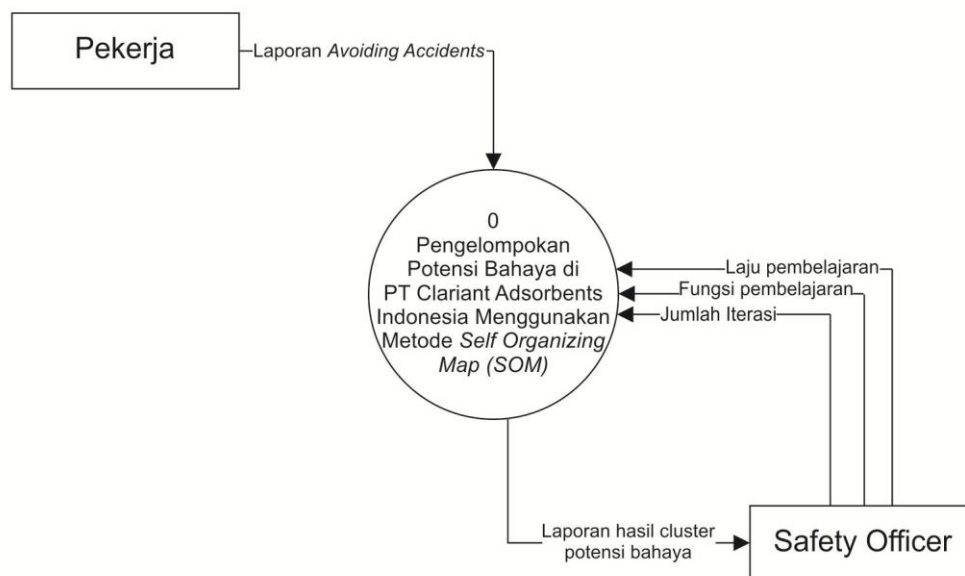 Pekerja
Laporan Avoiding Accidents
0
Pengelompokan
Potensi Bahaya di
PT Clariant Adsorbents
Indonesia Menggunakan
Metode Self Organizing
Map (SOM)
Laju pembelajaran
Fungsi pembelajaran
Jumlah Iterasi
Laporan hasil cluster
potensi bahaya
Safety Officer